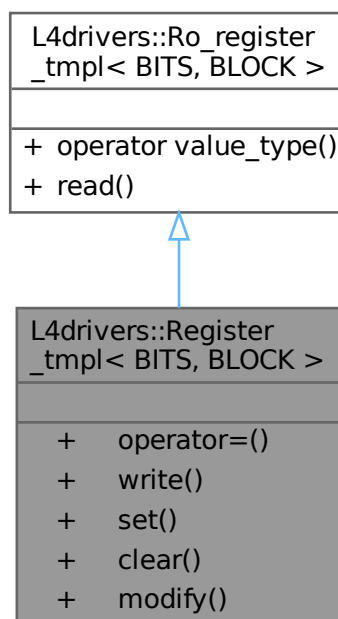 L4drivers::Ro_register
_tmpl< BITS, BLOCK >
+ operator value_type()
+ read()
L4drivers::Register
_tmpl< BITS, BLOCK >
+ operator=()
+ write()
+ set()
+ clear()
+ modify()